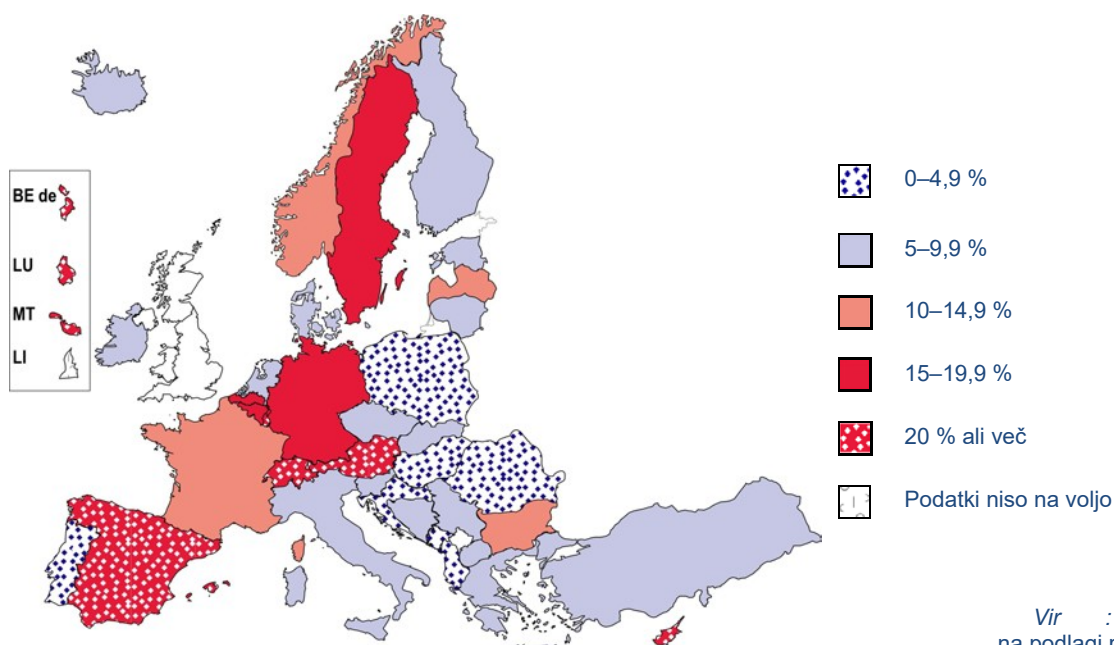 BE de
LU
MT
LI
0–4,9 %
5–9,9 %
10–14,9 %
15–19,9 %
20 % ali več
Podatki niso na voljo
Vir :
na podlagi